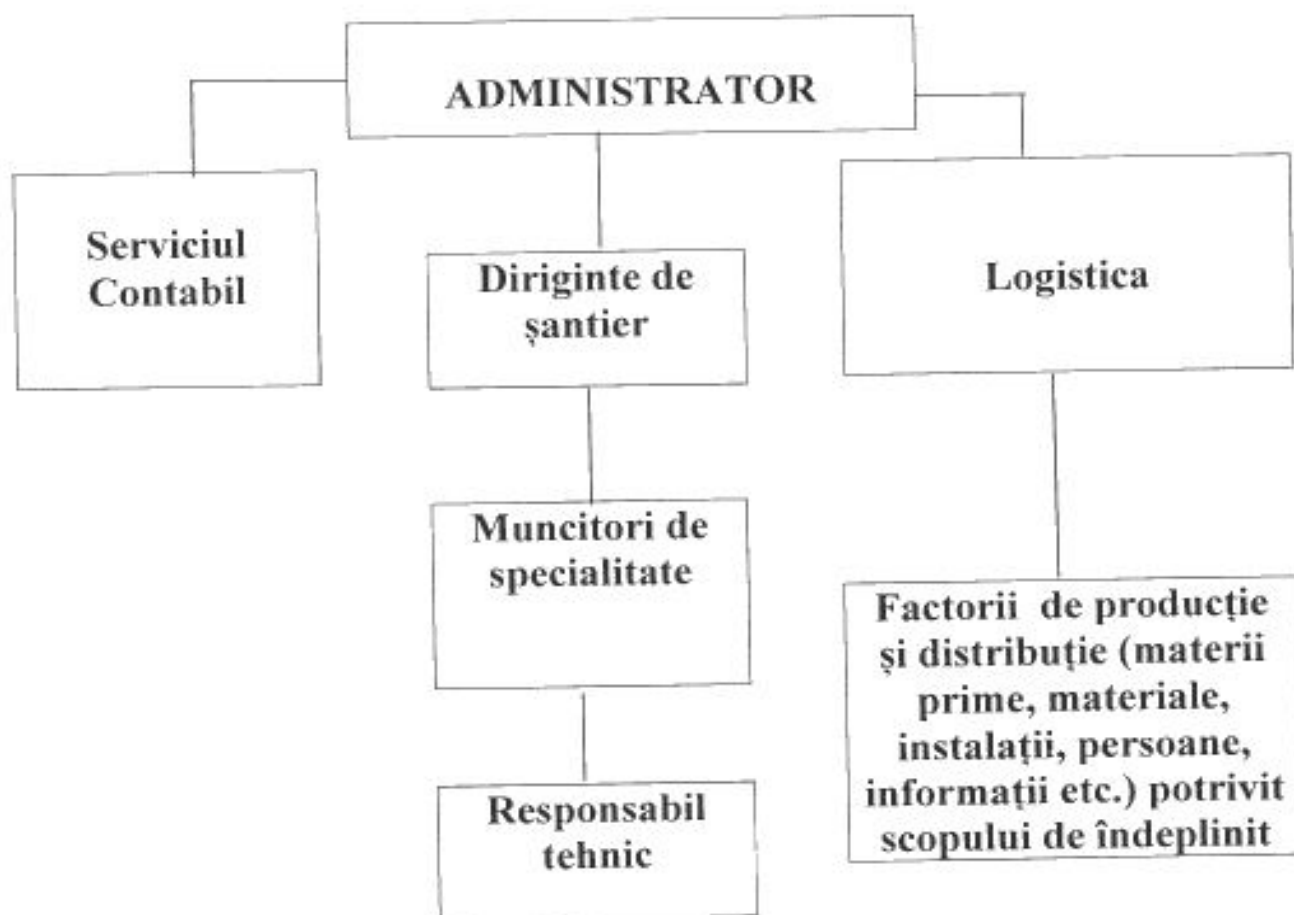 ADMINISTRATOR
Serviciul
Contabil
Diriginte de
șantier
Logistica
Muncitori de
specialitate
Factorii de producție
și distribuție (materii
prime, materiale,
instalații, persoane,
informații etc.) potrivit
scopului de îndeplinit
Responsabil
tehnic